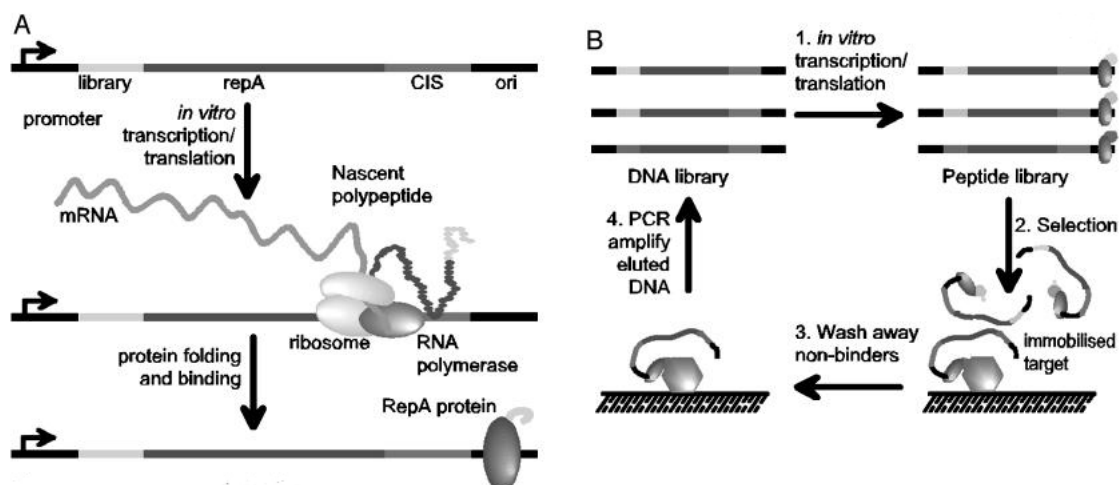 A
library
repA
CIS
ori
promoter
in vitro
transcription/
translation
Nascent
polypeptide
mRNA
ribosome
RNA
polymerase
protein folding
and binding
RepA protein
B
1. in vitro
transcription/
translation
DNA library
Peptide library
4. PCR
amplify
eluted
DNA
2. Selection
3. Wash away
non-binders
immobilised
target